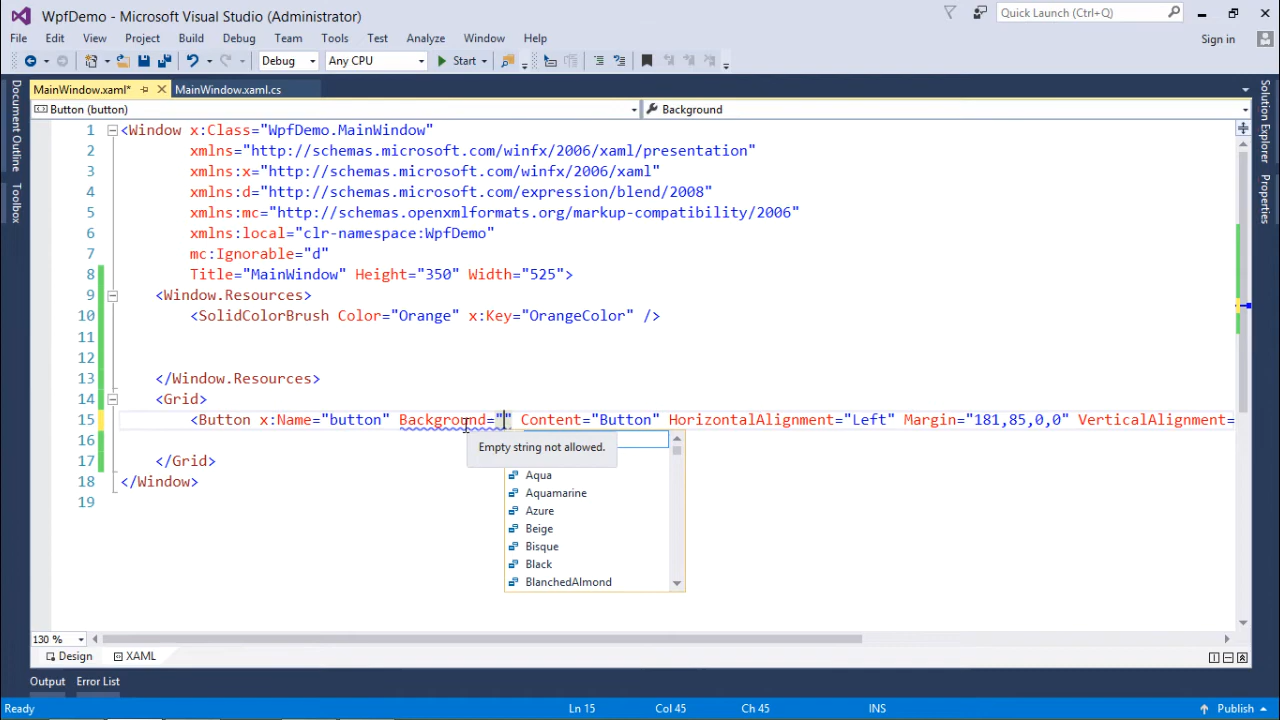 WpfDemo - Microsoft Visual Studio (Administrator)
Quick Launch (Ctrl+Q)
File Edit View Project Build Debug Team Tools Test Analyze Window Help
Sign in
Debug Any CPU Start
MainWindow.xaml* MainWindow.xaml.cs
Button (button) Background
Document Outline
Toolbox
Solution Explorer
Properties
1 <Window x:Class="WpfDemo.MainWindow"
2 xmlns="http://schemas.microsoft.com/winfx/2006/xaml/presentation"
3 xmlns:x="http://schemas.microsoft.com/winfx/2006/xaml"
4 xmlns:d="http://schemas.microsoft.com/expression/blend/2008"
5 xmlns:mc="http://schemas.openxmlformats.org/markup-compatibility/2006"
6 xmlns:local="clr-namespace:WpfDemo"
7 mc:Ignorable="d"
8 Title="MainWindow" Height="350" Width="525">
9 <Window.Resources>
10 <SolidColorBrush Color="Orange" x:Key="OrangeColor" />
11
12
13 </Window.Resources>
14 <Grid>
15 <Button x:Name="button" Background="" Content="Button" HorizontalAlignment="Left" Margin="181,85,0,0" VerticalAlignment=
16
17 </Grid>
18 </Window>
19
Empty string not allowed.
Aqua
Aquamarine
Azure
Beige
Bisque
Black
BlanchedAlmond
130 %
Design XAML
Output Error List
Ready Ln 15 Col 45 Ch 45 INS Publish